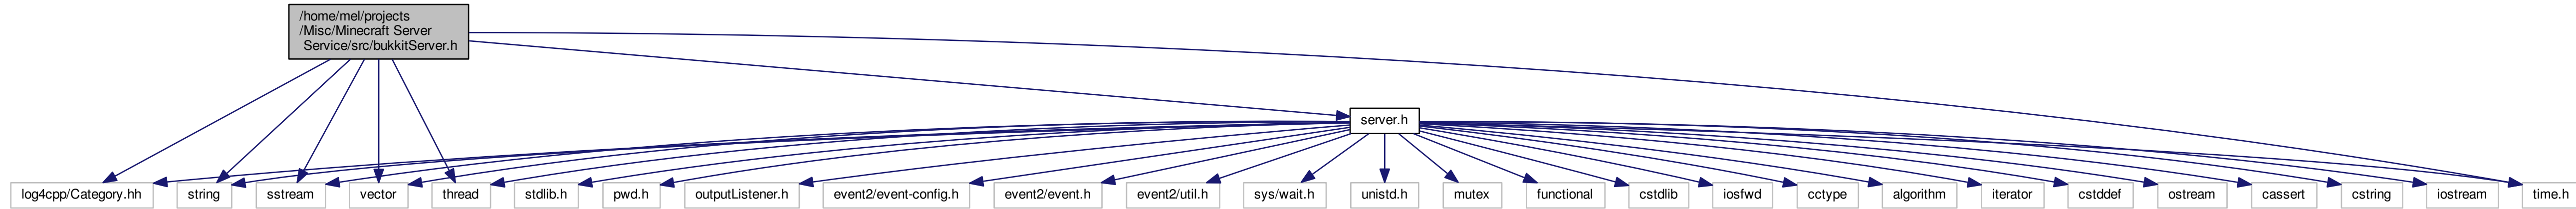 /home/mel/projects
/Misc/Minecraft Server
Service/src/bukkitServer.h
server.h
log4cpp/Category.hh
string
sstream
vector
thread
stdlib.h
pwd.h
outputListener.h
event2/event-config.h
event2/event.h
event2/util.h
sys/wait.h
unistd.h
mutex
functional
cstdlib
iosfwd
cctype
algorithm
iterator
cstddef
ostream
cassert
cstring
iostream
time.h